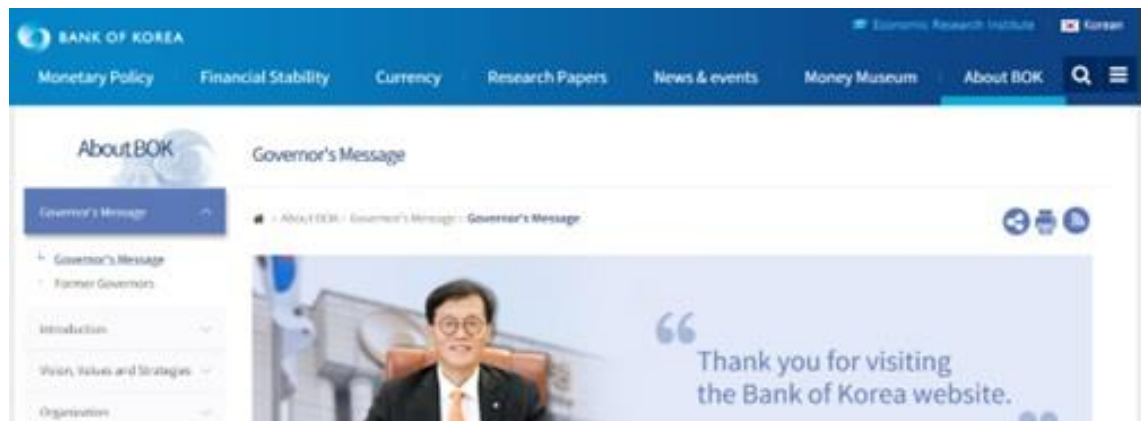 BANK OF KOREA
Economic Research Institute
Korean
Monetary Policy Financial Stability Currency Research Papers News & events Money Museum About BOK
About BOK
Governor's Message
Governor's Message
About BOK Governor's Message Governor's Message
Governor's Message
Former Governors
Introduction
Vision, Values and Strategies
Organization
“
Thank you for visiting
the Bank of Korea website.
”